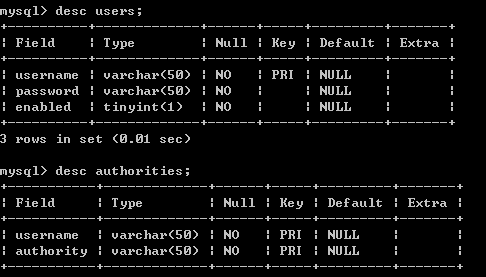 mysql> desc users;
+-----------+-------------+------+-----+---------+-------+
¦ Field     ¦ Type        ¦ Null ¦ Key ¦ Default ¦ Extra ¦
+-----------+-------------+------+-----+---------+-------+
¦ username  ¦ varchar(50) ¦ NO   ¦ PRI ¦ NULL    ¦       ¦
¦ password  ¦ varchar(50) ¦ NO   ¦     ¦ NULL    ¦       ¦
¦ enabled   ¦ tinyint(1)  ¦ NO   ¦     ¦ NULL    ¦       ¦
+-----------+-------------+------+-----+---------+-------+
3 rows in set (0.01 sec)
mysql> desc authorities;
+-----------+-------------+------+-----+---------+-------+
¦ Field     ¦ Type        ¦ Null ¦ Key ¦ Default ¦ Extra ¦
+-----------+-------------+------+-----+---------+-------+
¦ username  ¦ varchar(50) ¦ NO   ¦ PRI ¦ NULL    ¦       ¦
¦ authority ¦ varchar(50) ¦ NO   ¦ PRI ¦ NULL    ¦       ¦
+-----------+-------------+------+-----+---------+-------+